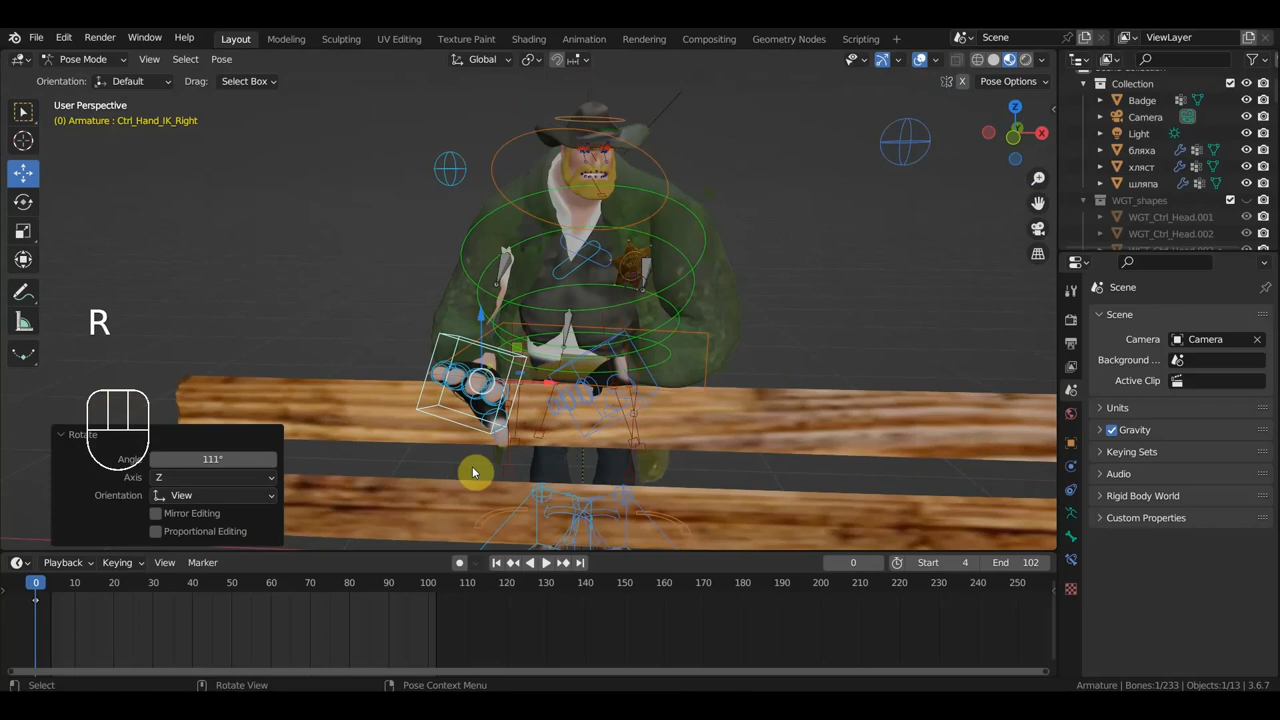 File Edit Render Window Help Layout Modeling Sculpting UV Editing Texture Paint Shading Animation Rendering Compositing Geometry Nodes Scripting + Scene ViewLayer
Pose Mode View Select Pose Global
Orientation: Default Drag: Select Box X Pose Options
User Perspective
(0) Armature : Ctrl_Hand_IK_Right
Z
X
Y
Collection
Badge
Camera
Light
бляха
хляст
шляпа
WGT_shapes
WGT_Ctrl_Head.001
WGT_Ctrl_Head.002
R
Rotate
Angle 111°
Axis Z
Orientation View
Mirror Editing
Proportional Editing
Scene
Scene
Camera Camera
Background ...
Active Clip
Units
Gravity
Keying Sets
Audio
Rigid Body World
Custom Properties
Playback Keying View Marker 0 Start 4 End 102
0 10 20 30 40 50 60 70 80 90 100 110 120 130 140 150 160 170 180 190 200 210 220 230 240 250
Select Rotate View Pose Context Menu Armature | Bones:1/233 | Objects:1/13 | 3.6.7